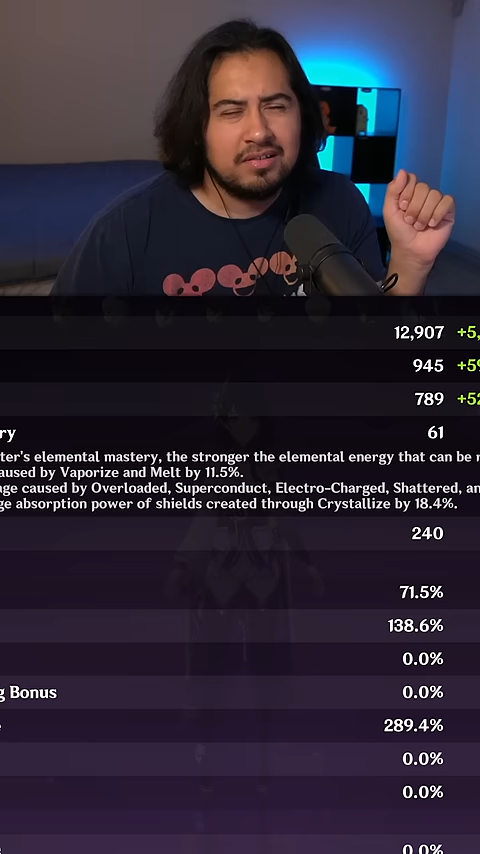 12,907 +5,
945 +59
789 +52
ry 61
ter's elemental mastery, the stronger the elemental energy that can be r
aused by Vaporize and Melt by 11.5%.
age caused by Overloaded, Superconduct, Electro-Charged, Shattered, an
ge absorption power of shields created through Crystallize by 18.4%.
240
71.5%
138.6%
0.0%
g Bonus 0.0%
289.4%
0.0%
0.0%
0.0%